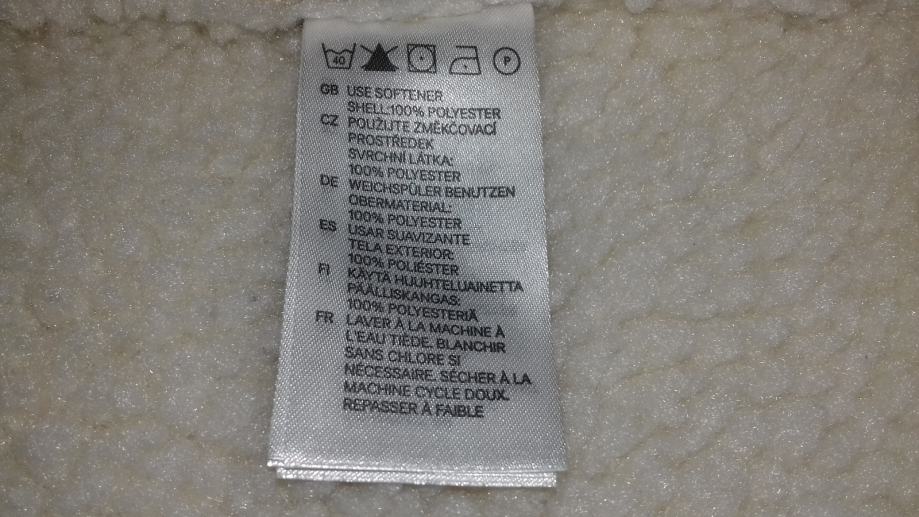 40 P
GB USE SOFTENER
SHELL:100% POLYESTER
CZ POUŽIJTE ZMĚKČOVACÍ
PROSTŘEDEK
SVRCHNÍ LÁTKA:
100% POLYESTER
DE WEICHSPÜLER BENUTZEN
OBERMATERIAL:
100% POLYESTER
ES USAR SUAVIZANTE
TELA EXTERIOR:
100% POLIÉSTER
FI KÄYTÄ HUUHTELUAINETTA
PÄÄLLISKANGAS:
100% POLYESTERIÄ
FR LAVER À LA MACHINE À
L'EAU TIÈDE. BLANCHIR
SANS CHLORE SI
NÉCESSAIRE. SÉCHER À LA
MACHINE CYCLE DOUX.
REPASSER À FAIBLE